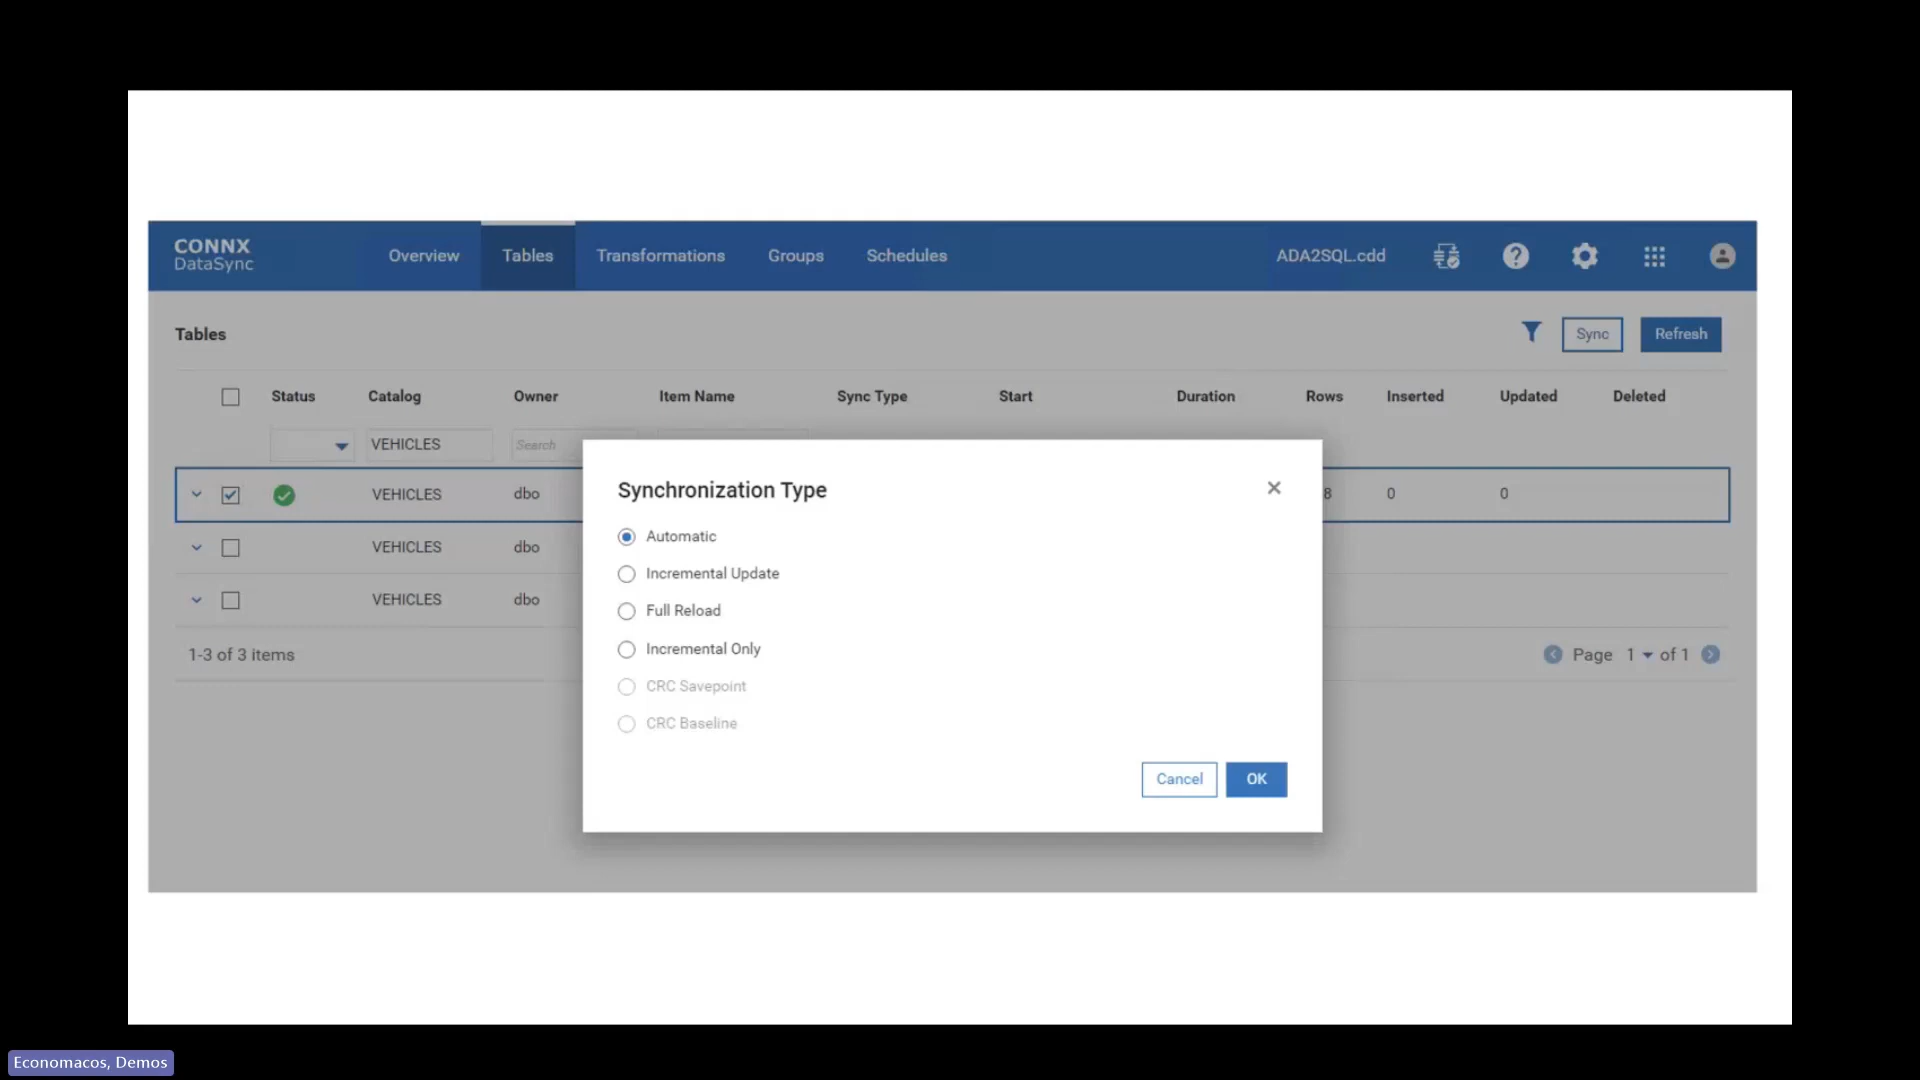 CONNX
DataSync
Overview Tables Transformations Groups Schedules ADA2SQL.cdd
Tables Sync Refresh
Status Catalog Owner Item Name Sync Type Start Duration Rows Inserted Updated Deleted
VEHICLES Search
VEHICLES dbo 8 0 0
VEHICLES dbo
VEHICLES dbo
1-3 of 3 items Page 1 of 1
Synchronization Type
Automatic
Incremental Update
Full Reload
Incremental Only
CRC Savepoint
CRC Baseline
Cancel OK
Economacos, Demos